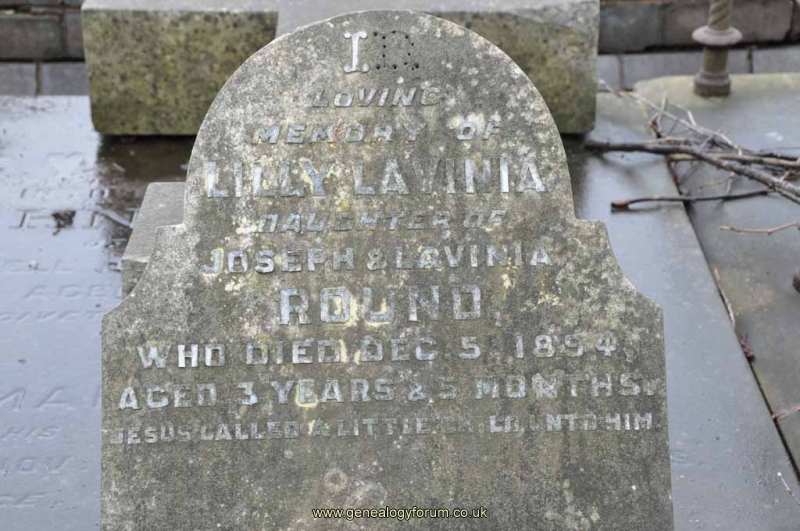 IN
LOVING
MEMORY OF
LILLY LAVINIA
DAUGHTER OF
JOSEPH & LAVINIA
ROUND,
WHO DIED DEC. 5, 1894,
AGED 3 YEARS & 5 MONTHS.
JESUS CALLED A LITTLE CHILD UNTO HIM.
www.genealogyforum.co.uk